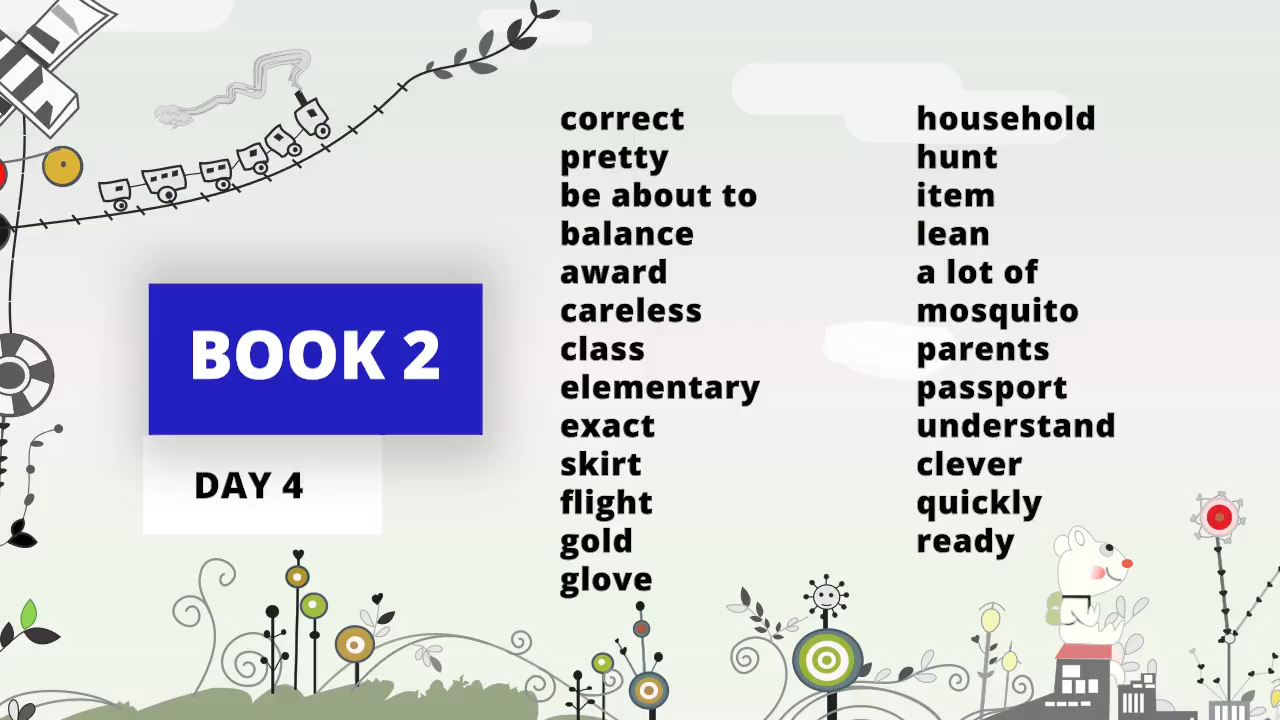 BOOK 2
DAY 4
correct
pretty
be about to
balance
award
careless
class
elementary
exact
skirt
flight
gold
glove
household
hunt
item
lean
a lot of
mosquito
parents
passport
understand
clever
quickly
ready